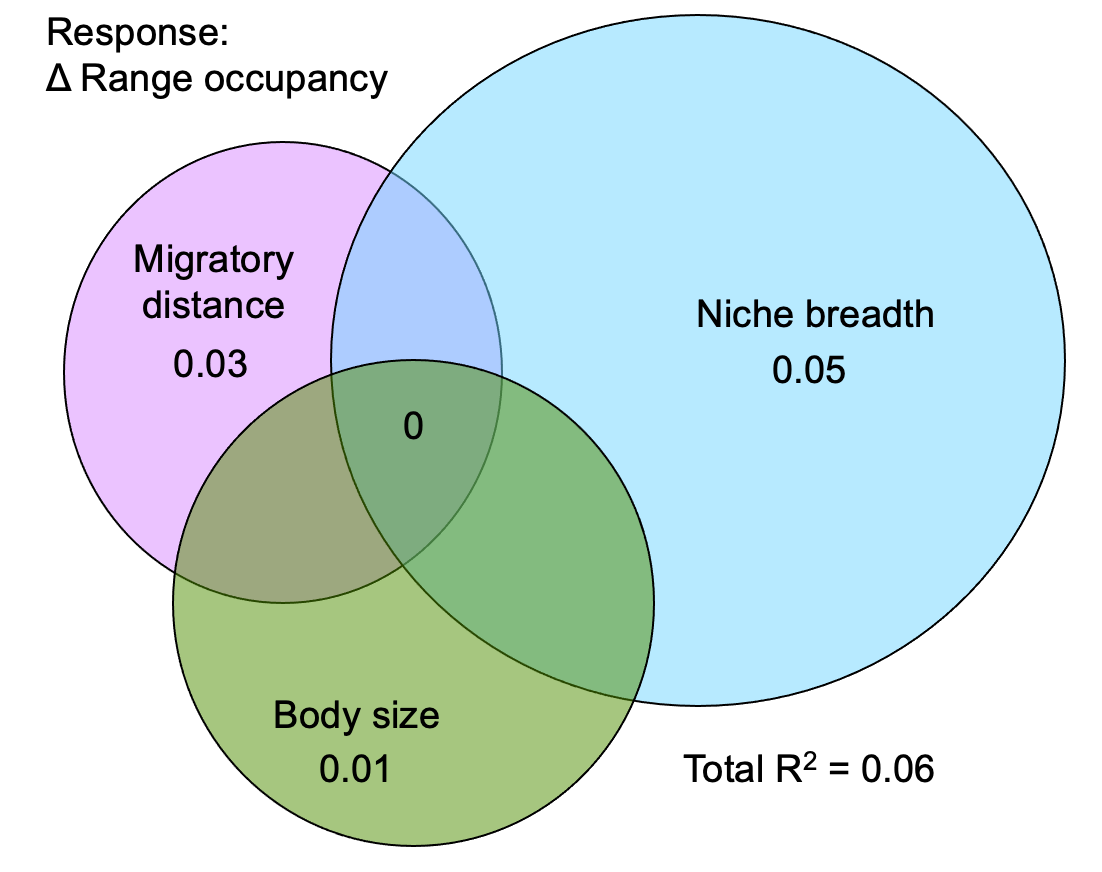 Response:
Δ Range occupancy
Migratory
distance
0.03
Niche breadth
0.05
0
Body size
0.01
Total R² = 0.06